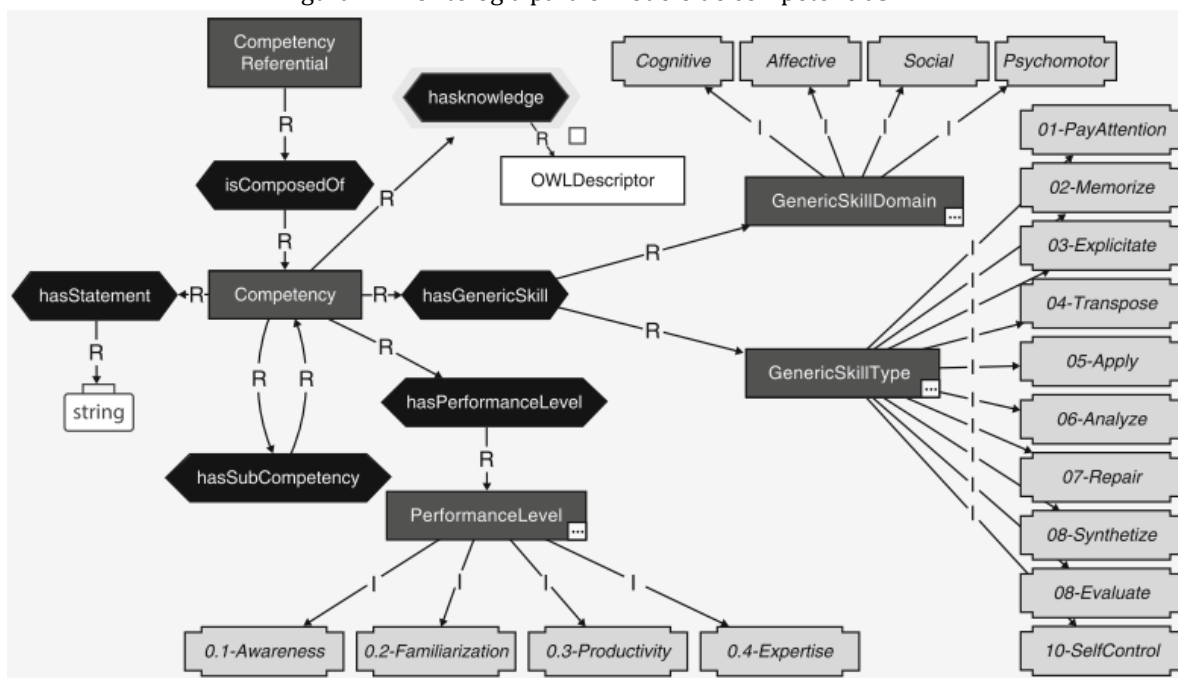 Competency
Referential
R
isComposedOf
R
hasknowledge
R
OWLDescriptor
R
Cognitive
Affective
Social
Psychomotor
I
I
I
I
GenericSkillDomain
...
R
hasStatement
R
Competency
R
hasGenericSkill
R
string
R
R
hasSubCompetency
R
hasPerformanceLevel
R
PerformanceLevel
...
I
I
I
I
0.1-Awareness
0.2-Familiarization
0.3-Productivity
0.4-Expertise
R
GenericSkillType
...
I
I
I
I
I
I
I
I
I
I
01-PayAttention
02-Memorize
03-Explicitate
04-Transpose
05-Apply
06-Analyze
07-Repair
08-Synthetize
08-Evaluate
10-SelfControl